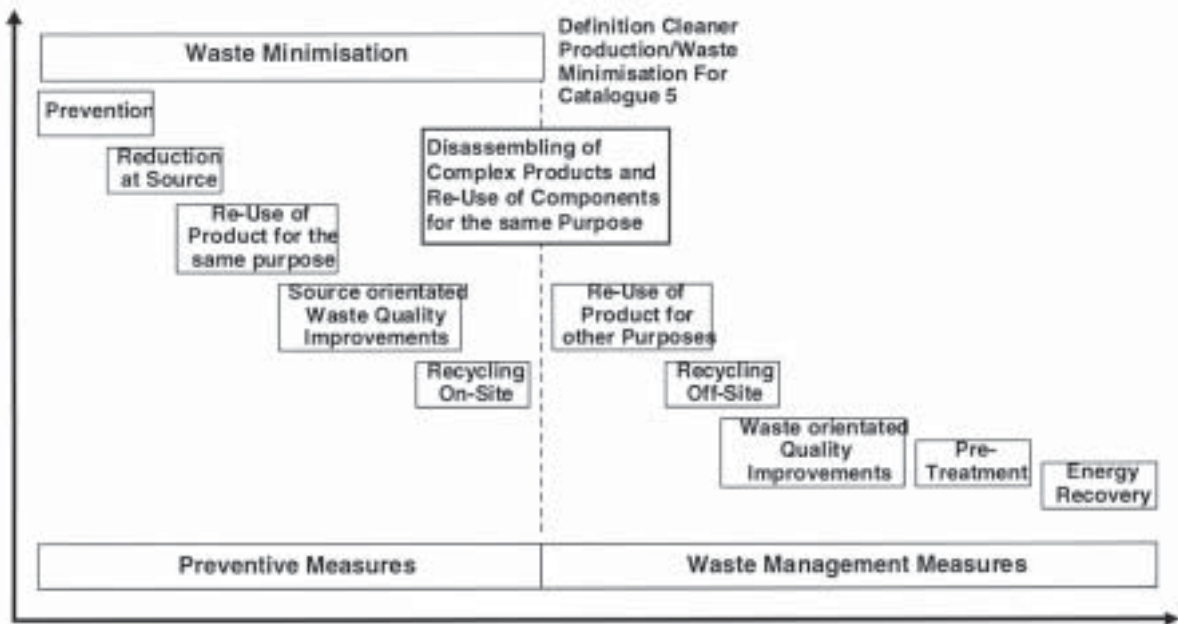 Waste Minimisation
Definition Cleaner
Production/Waste
Minimisation For
Catalogue 5
Prevention
Reduction
at Source
Disassembling of
Complex Products and
Re-Use of Components
for the same Purpose
Re-Use of
Product for the
same purpose
Source orientated
Waste Quality
Improvements
Re-Use of
Product for
other Purposes
Recycling
On-Site
Recycling
Off-Site
Waste orientated
Quality
Improvements
Pre-
Treatment
Energy
Recovery
Preventive Measures
Waste Management Measures